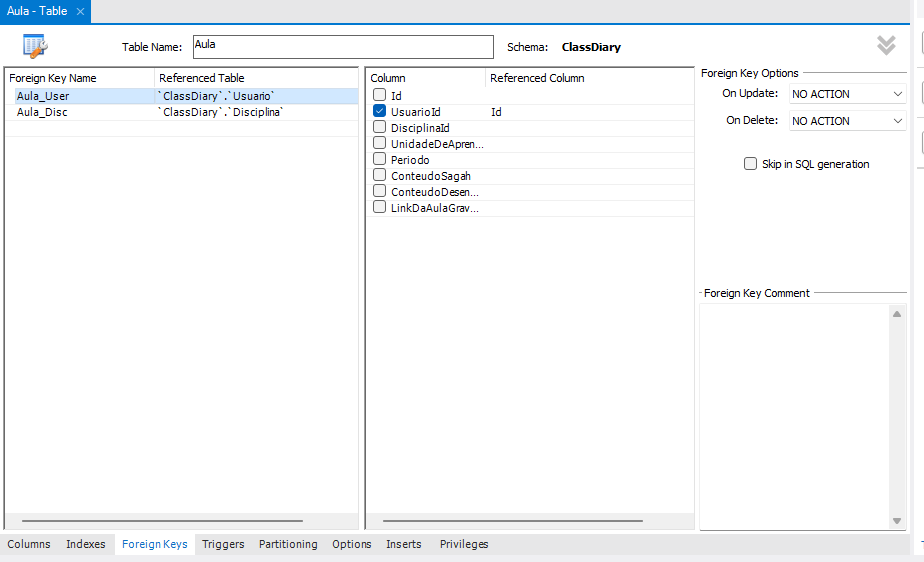 Aula - Table
Table Name: Aula Schema: ClassDiary
Foreign Key Name Referenced Table
Aula_User `ClassDiary`.`Usuario`
Aula_Disc `ClassDiary`.`Disciplina`
Column Referenced Column
Id
UsuarioId Id
DisciplinaId
UnidadeDeApren...
Periodo
ConteudoSagah
ConteudoDesen...
LinkDaAulaGrav...
Foreign Key Options
On Update: NO ACTION
On Delete: NO ACTION
Skip in SQL generation
Foreign Key Comment
Columns Indexes Foreign Keys Triggers Partitioning Options Inserts Privileges